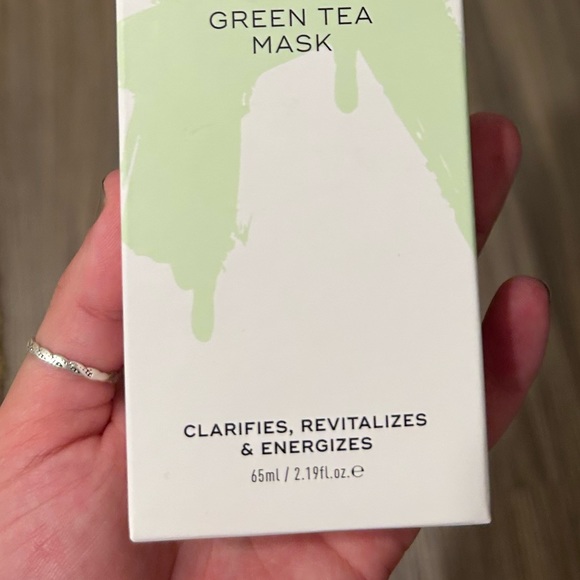 GREEN TEA
MASK
CLARIFIES, REVITALIZES
& ENERGIZES
65ml / 2.19fl.oz.℮